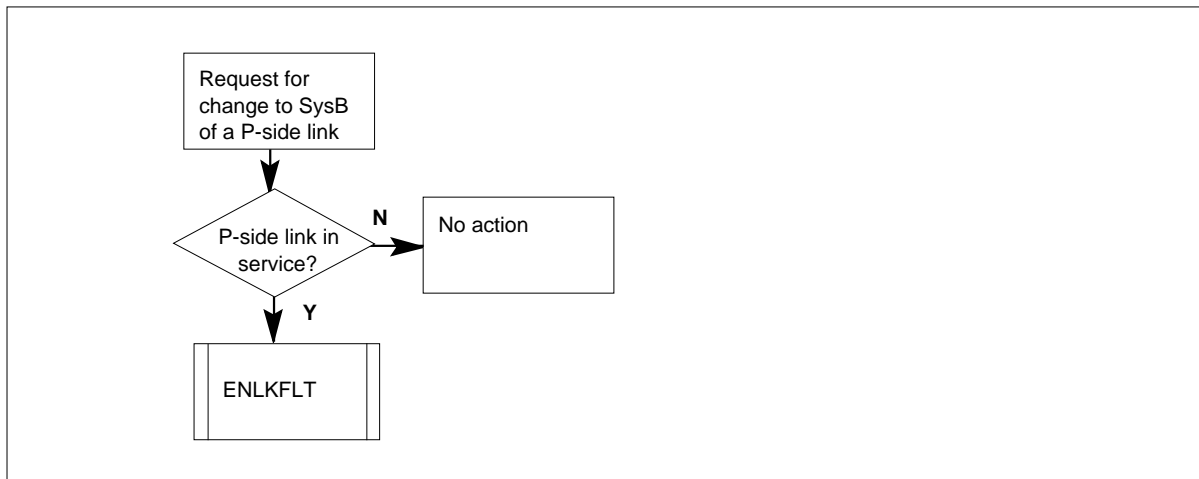 Request for
change to SysB
of a P-side link
P-side link in
service?
N
No action
Y
ENLKFLT